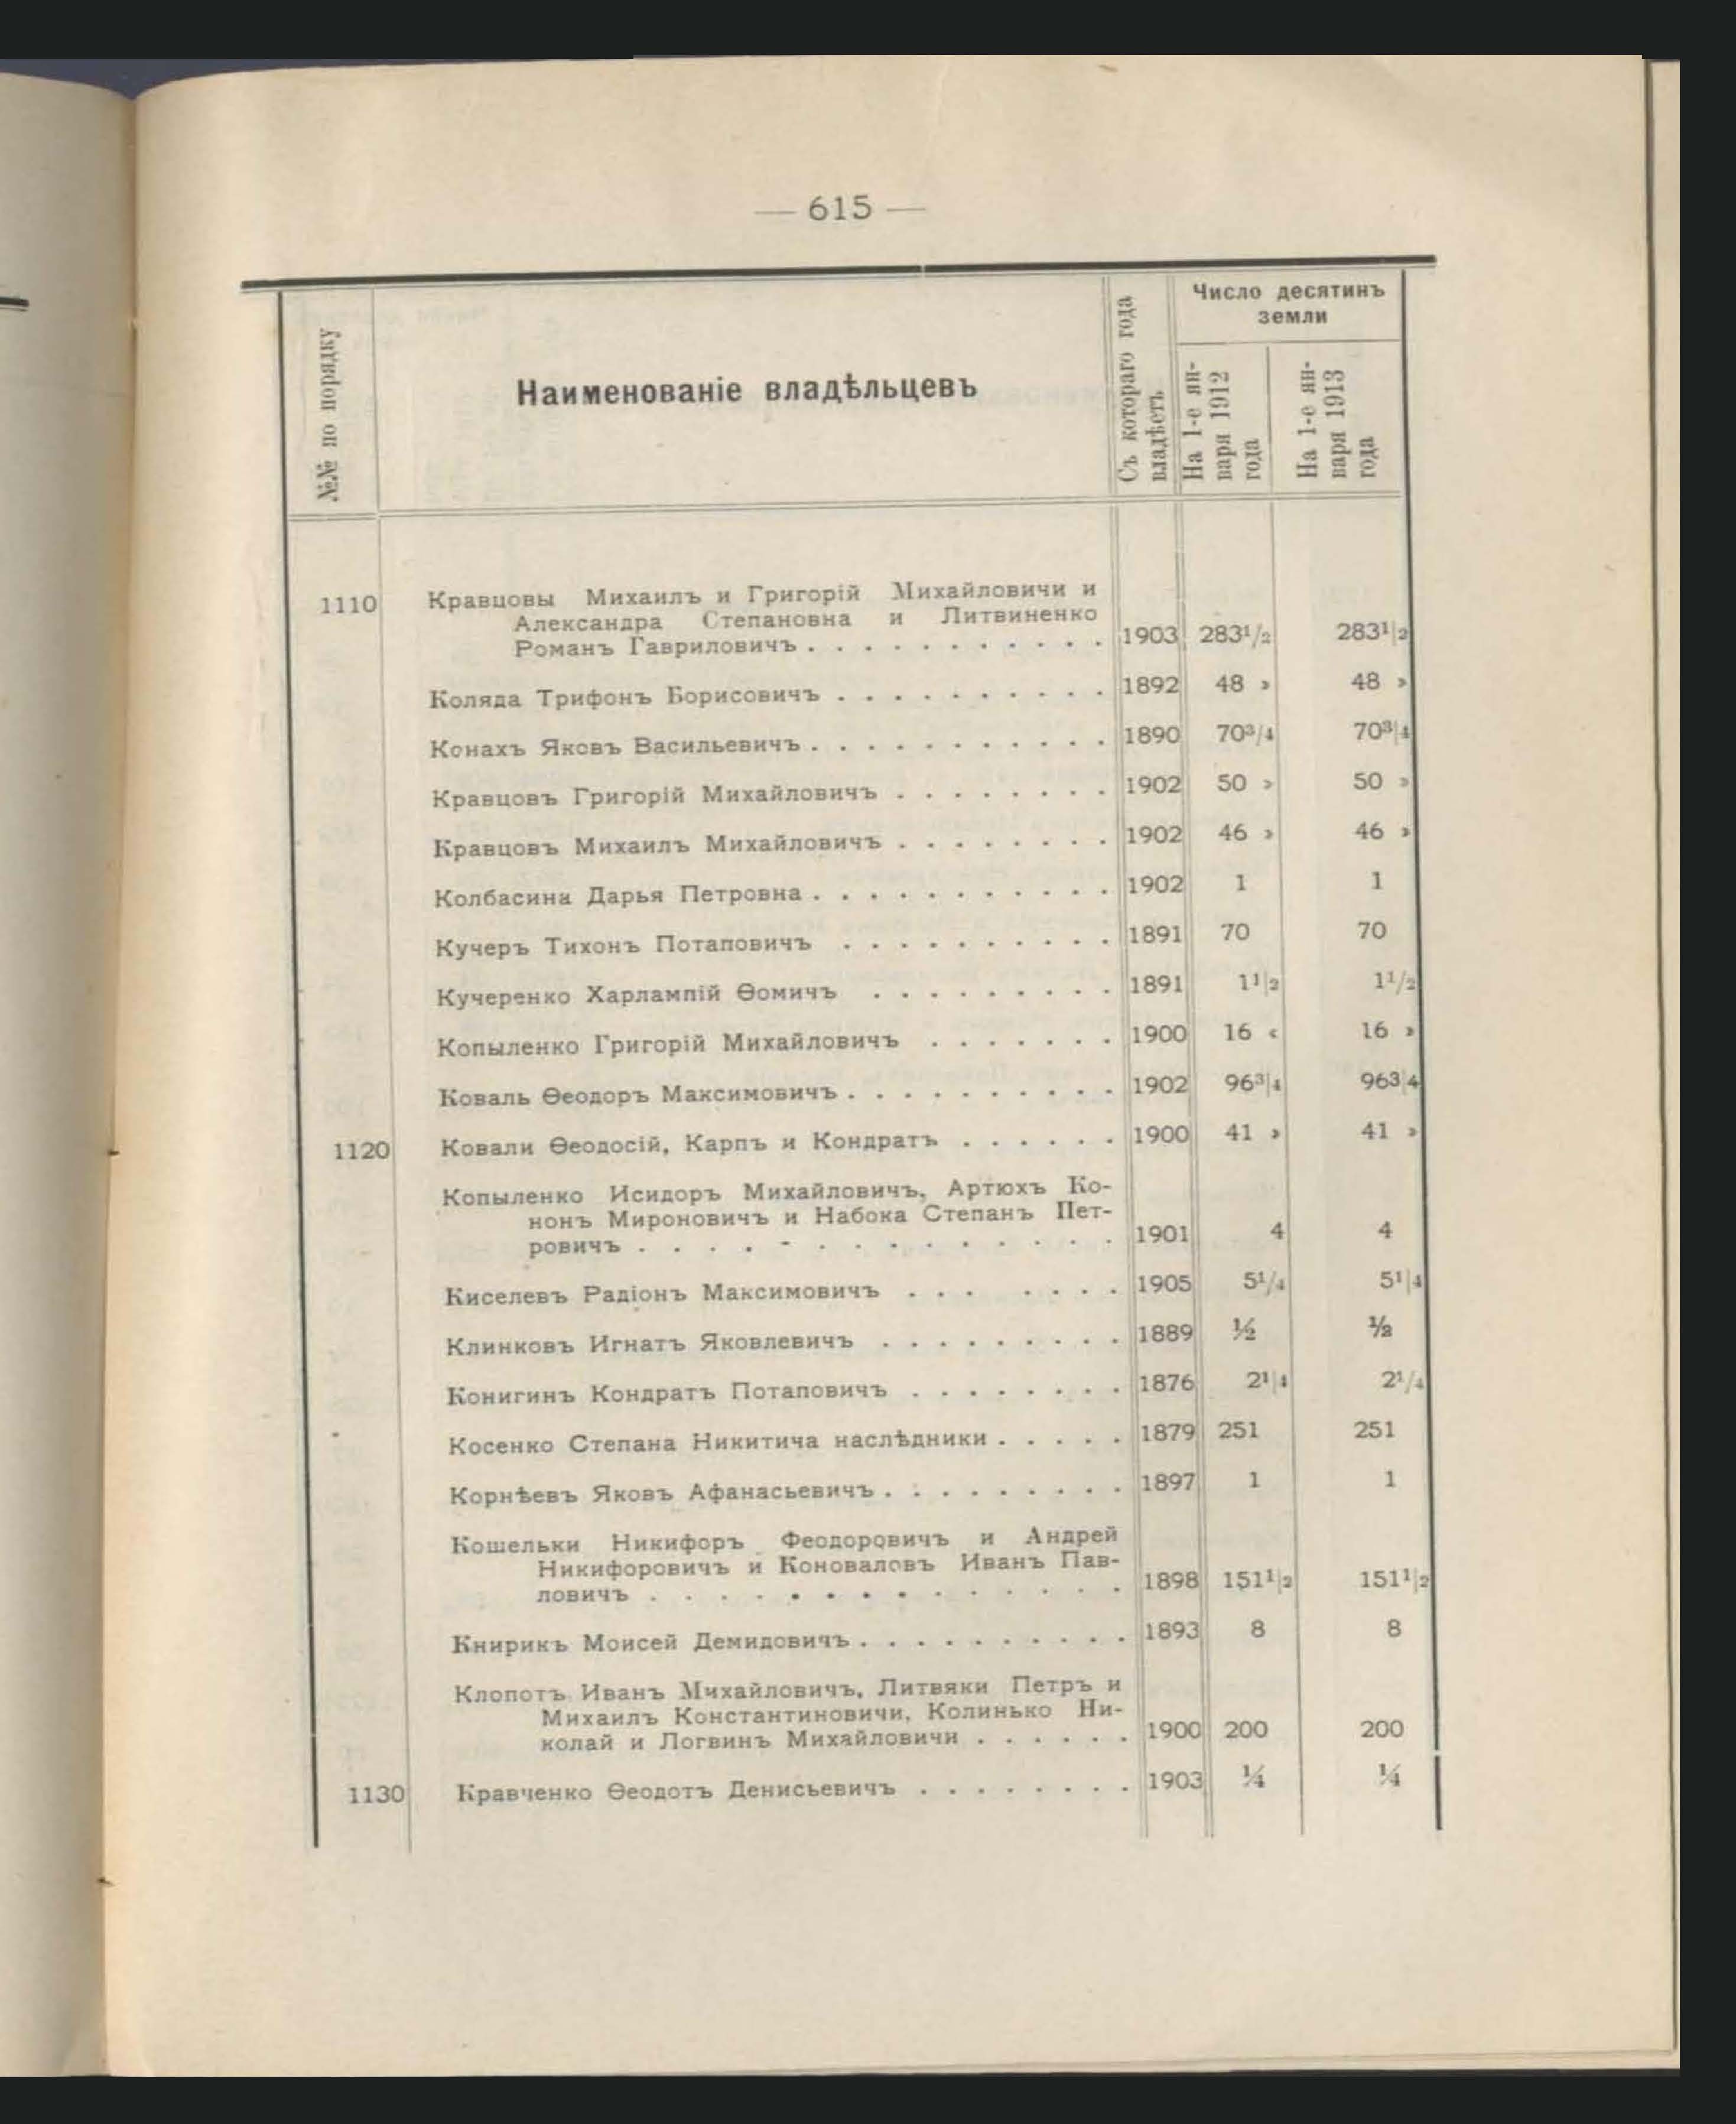 — 615 —
№№ по порядку
Наименованіе владѣльцевъ
Съ котораго года
владѣетъ
Число десятинъ
земли
На 1-е ян-
варя 1912
года
На 1-е ян-
варя 1913
года
1110 Кравцовы Михаилъ и Григорій Михайловичи и
Александра Степановна и Литвиненко
Романъ Гавриловичъ . . . . . . . . . . . 1903 283¹/₂ 283¹|₂
Коляда Трифонъ Борисовичъ . . . . . . . . . . 1892 48 » 48 »
Конахъ Яковъ Васильевичъ . . . . . . . . . . . 1890 70³/₄ 70³|₄
Кравцовъ Григорій Михайловичъ . . . . . . . . 1902 50 » 50 »
Кравцовъ Михаилъ Михайловичъ . . . . . . . . 1902 46 » 46 »
Колбасина Дарья Петровна . . . . . . . . . . . 1902 1 1
Кучеръ Тихонъ Потаповичъ . . . . . . . . . . 1891 70 70
Кучеренко Харлампій Ѳомичъ . . . . . . . . . 1891 1¹|₂ 1¹/₂
Копыленко Григорій Михайловичъ . . . . . . . 1900 16 « 16 »
Коваль Ѳеодоръ Максимовичъ . . . . . . . . . . 1902 96³|₄ 96³|₄
1120 Ковали Ѳеодосій, Карпъ и Кондратъ . . . . . . 1900 41 » 41 »
Копыленко Исидоръ Михайловичъ, Артюхъ Ко-
нонъ Мироновичъ и Набока Степанъ Пет-
ровичъ . . . . . . . . . . . . . . 1901 4 4
Киселевъ Радіонъ Максимовичъ . . . . . . . 1905 5¹/₄ 5¹|₄
Клинковъ Игнатъ Яковлевичъ . . . . . . . . . 1889 ½ ½
Конигинъ Кондратъ Потаповичъ . . . . . . . . 1876 2¹|₄ 2¹/₄
Косенко Степана Никитича наслѣдники . . . . . 1879 251 251
Корнѣевъ Яковъ Афанасьевичъ . . . . . . . . . 1897 1 1
Кошельки Никифоръ Феодоровичъ и Андрей
Никифоровичъ и Коноваловъ Иванъ Пав-
ловичъ . . . . . . . . . . . . . . 1898 151¹|₂ 151¹|₂
Книрикъ Моисей Демидовичъ . . . . . . . . . . 1893 8 8
Клопотъ Иванъ Михайловичъ, Литвяки Петръ и
Михаилъ Константиновичи, Колинько Ни-
колай и Логвинъ Михайловичи . . . . . . 1900 200 200
1130 Кравченко Ѳеодотъ Денисьевичъ . . . . . . . . 1903 ¼ ¼